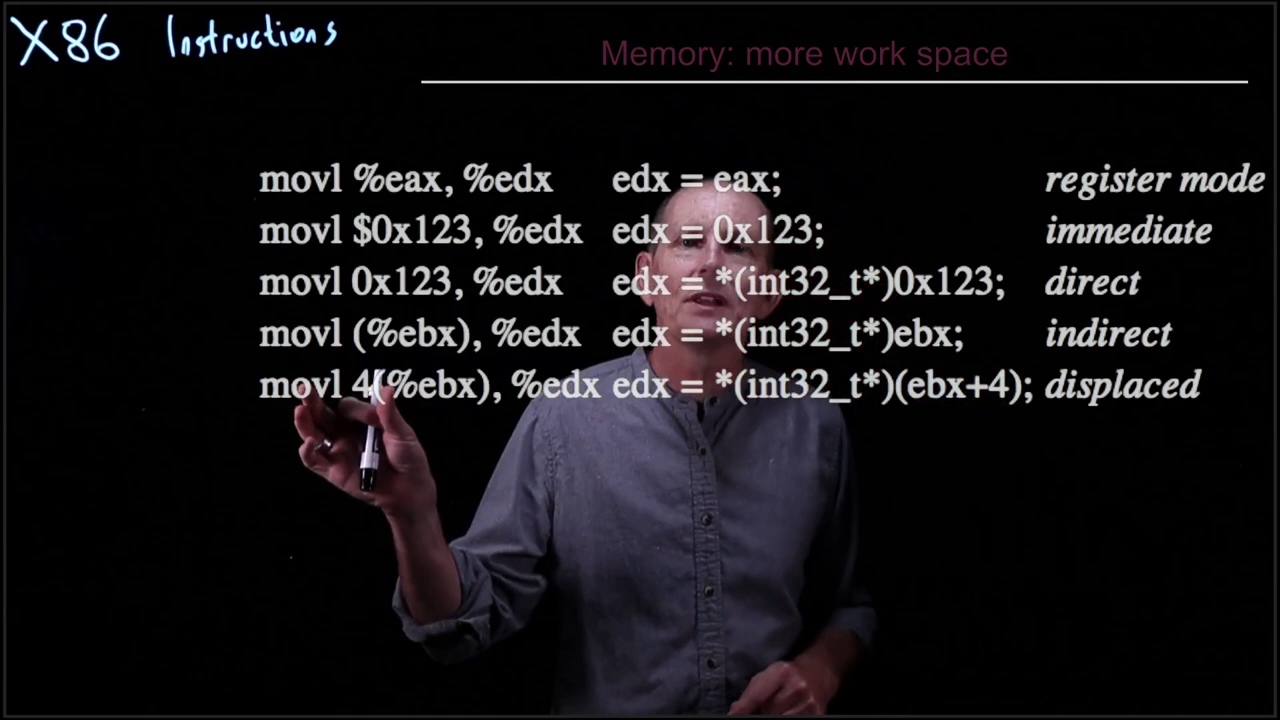 X86 Instructions
Memory: more work space
movl %eax, %edx edx = eax; register mode
movl $0x123, %edx edx = 0x123; immediate
movl 0x123, %edx edx = *(int32_t*)0x123; direct
movl (%ebx), %edx edx = *(int32_t*)ebx; indirect
movl 4(%ebx), %edx edx = *(int32_t*)(ebx+4); displaced